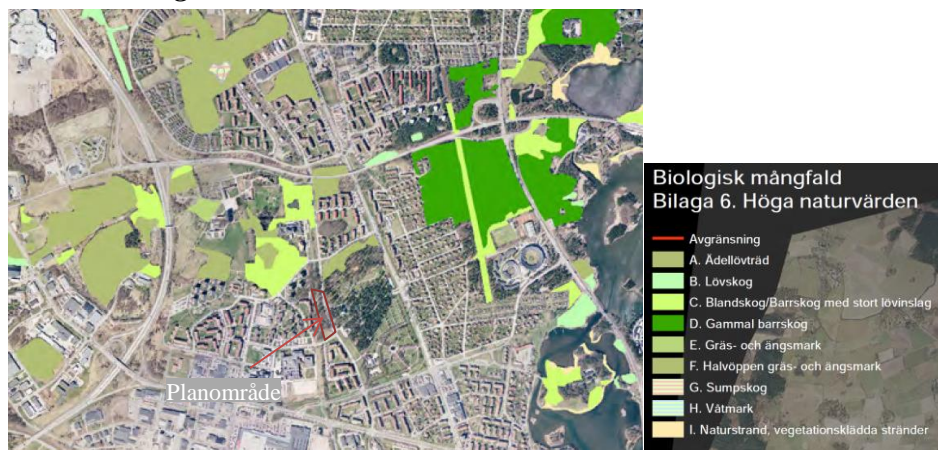 Planområde
Biologisk mångfald
Bilaga 6. Höga naturvärden
Avgränsning
A. Ädellövträd
B. Lövskog
C. Blandskog/Barrskog med stort lövinslag
D. Gammal barrskog
E. Gräs- och ängsmark
F. Halvöppen gräs- och ängsmark
G. Sumpskog
H. Våtmark
I. Naturstrand, vegetationsklädda stränder